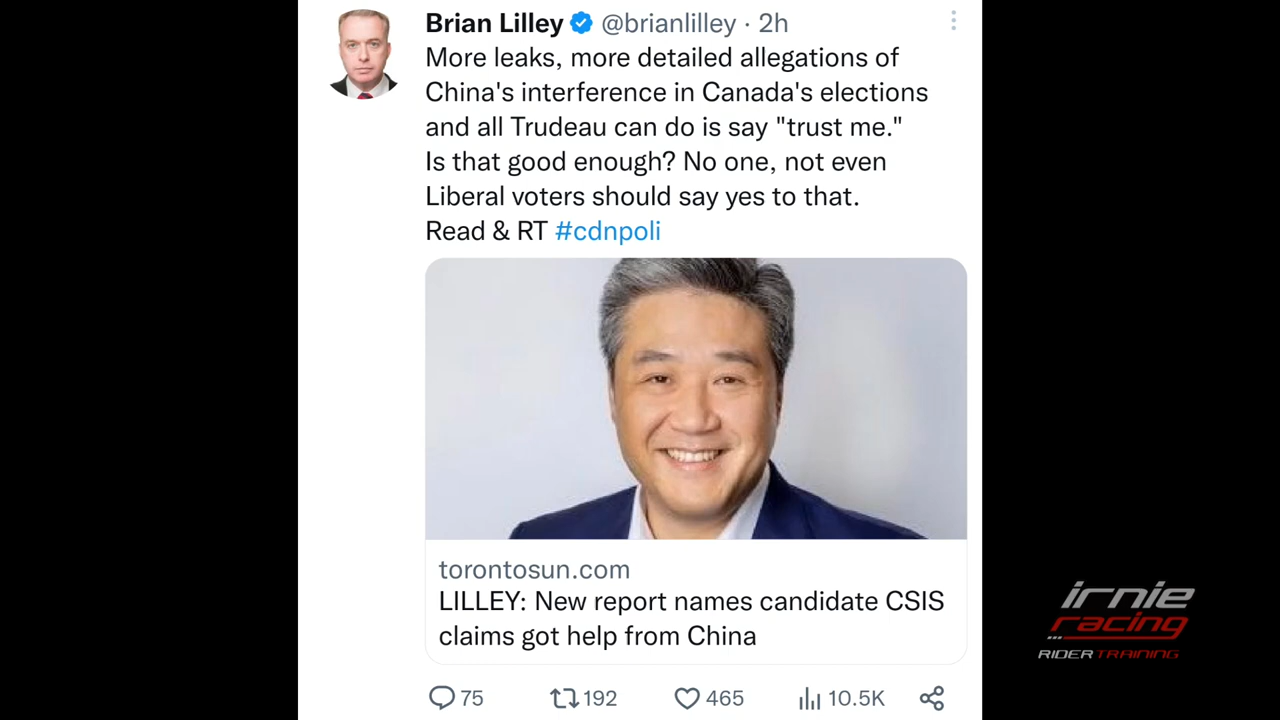 Brian Lilley @brianlilley · 2h
More leaks, more detailed allegations of
China's interference in Canada's elections
and all Trudeau can do is say "trust me."
Is that good enough? No one, not even
Liberal voters should say yes to that.
Read & RT #cdnpoli
torontosun.com
LILLEY: New report names candidate CSIS
claims got help from China
75 192 465 10.5K
irnie
...racing
RIDER TRAINING